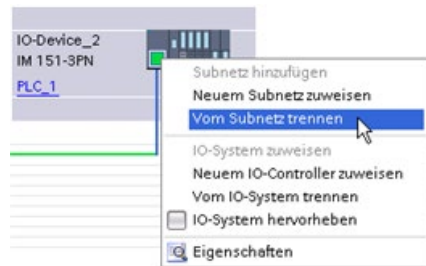 IO-Device_2
IM 151-3PN
PLC_1
Subnetz hinzufügen
Neuem Subnetz zuweisen
Vom Subnetz trennen
IO-System zuweisen
Neuem IO-Controller zuweisen
Vom IO-System trennen
IO-System hervorheben
Eigenschaften